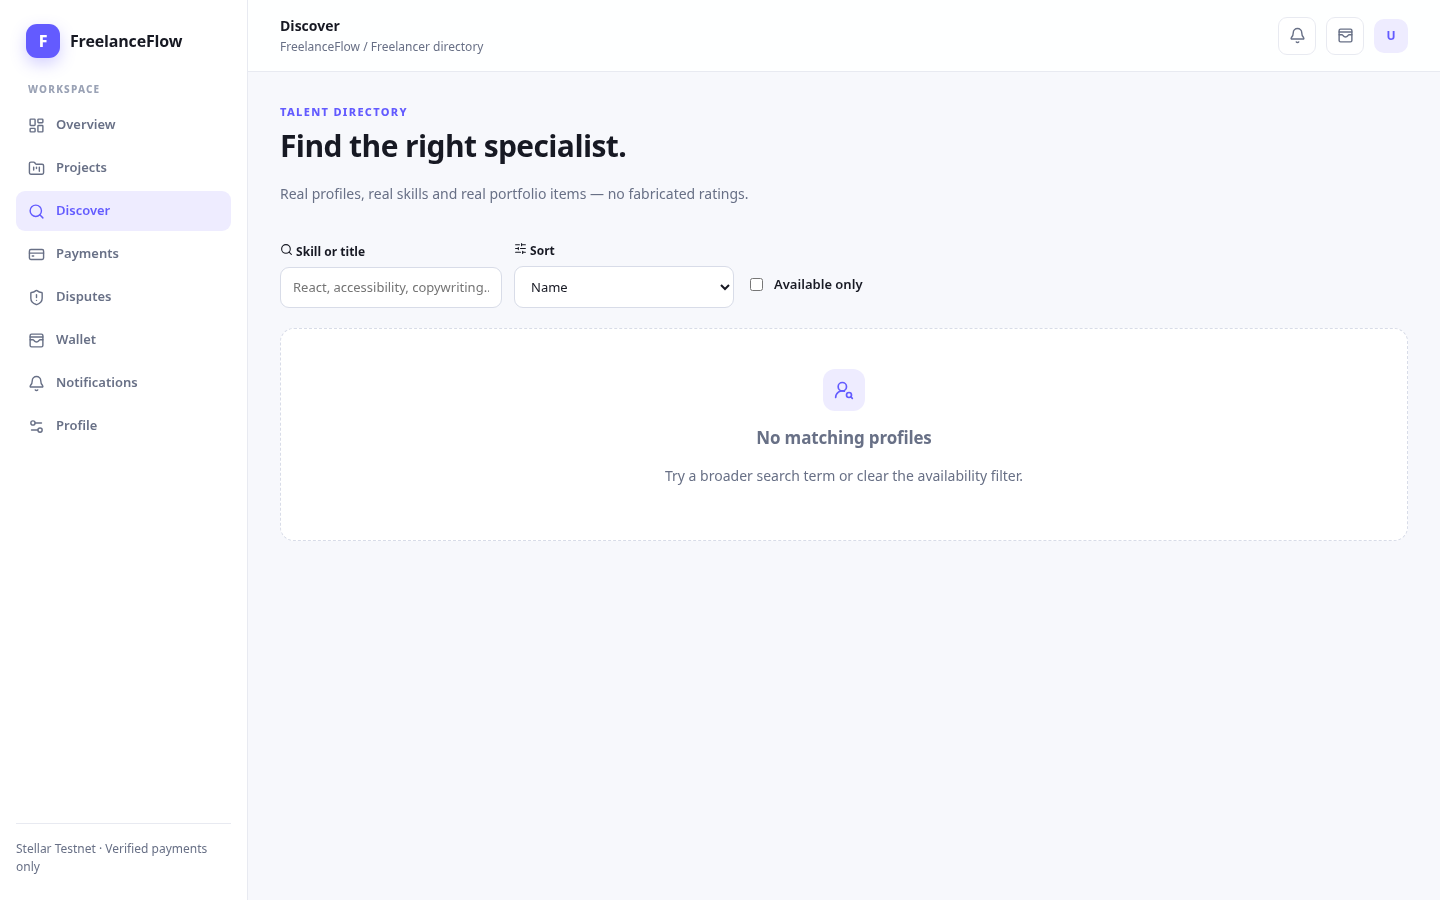 F FreelanceFlow
WORKSPACE
Overview
Projects
Discover
Payments
Disputes
Wallet
Notifications
Profile
Stellar Testnet · Verified payments
only
Discover
FreelanceFlow / Freelancer directory
U
TALENT DIRECTORY
Find the right specialist.
Real profiles, real skills and real portfolio items — no fabricated ratings.
Skill or title
React, accessibility, copywriting..
Sort
Name
Available only
No matching profiles
Try a broader search term or clear the availability filter.